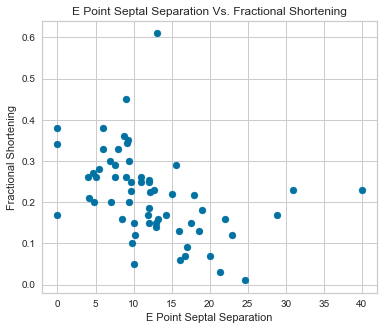 E Point Septal Separation Vs. Fractional Shortening
0.6
0.5
0.4
0.3
0.2
0.1
0.0
Fractional Shortening
0 5 10 15 20 25 30 35 40
E Point Septal Separation